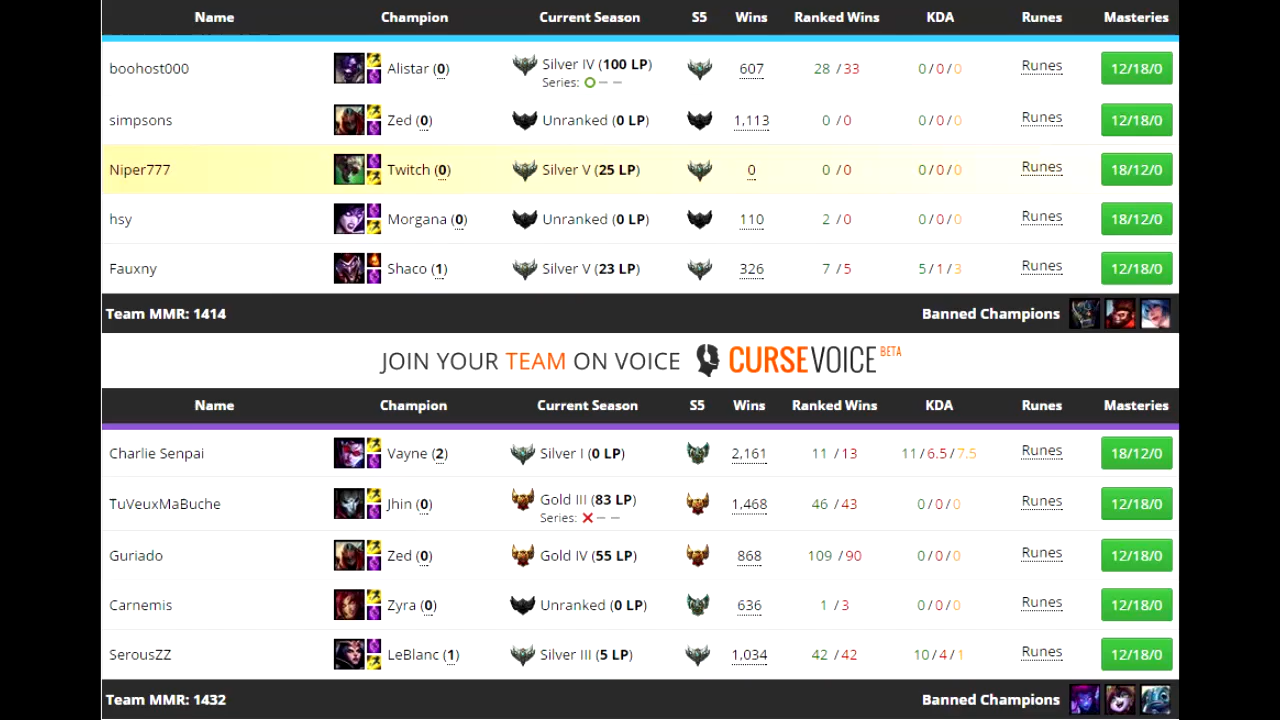 Name Champion Current Season S5 Wins Ranked Wins KDA Runes Masteries
boohost000 Alistar (0) Silver IV (100 LP) 607 28 / 33 0 / 0 / 0 Runes 12/18/0
Series:
simpsons Zed (0) Unranked (0 LP) 1,113 0 / 0 0 / 0 / 0 Runes 12/18/0
Niper777 Twitch (0) Silver V (25 LP) 0 0 / 0 0 / 0 / 0 Runes 18/12/0
hsy Morgana (0) Unranked (0 LP) 110 2 / 0 0 / 0 / 0 Runes 18/12/0
Fauxny Shaco (1) Silver V (23 LP) 326 7 / 5 5 / 1 / 3 Runes 12/18/0
Team MMR: 1414 Banned Champions
JOIN YOUR TEAM ON VOICE CURSEVOICE BETA
Name Champion Current Season S5 Wins Ranked Wins KDA Runes Masteries
Charlie Senpai Vayne (2) Silver I (0 LP) 2,161 11 / 13 11 / 6.5 / 7.5 Runes 18/12/0
TuVeuxMaBuche Jhin (0) Gold III (83 LP) 1,468 46 / 43 0 / 0 / 0 Runes 12/18/0
Series:
Guriado Zed (0) Gold IV (55 LP) 868 109 / 90 0 / 0 / 0 Runes 12/18/0
Carnemis Zyra (0) Unranked (0 LP) 636 1 / 3 0 / 0 / 0 Runes 12/18/0
SerousZZ LeBlanc (1) Silver III (5 LP) 1,034 42 / 42 10 / 4 / 1 Runes 12/18/0
Team MMR: 1432 Banned Champions